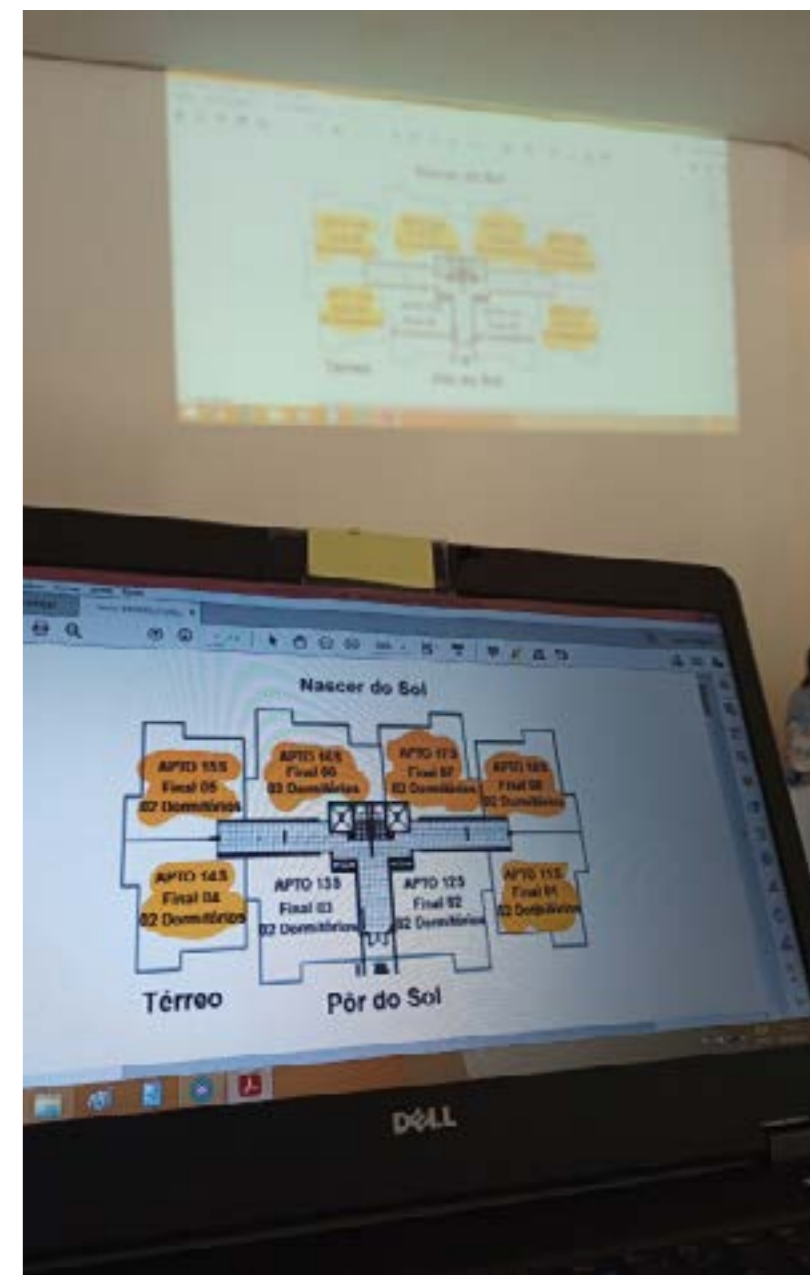 Nascer do Sol
APTO 15S
Final 05
02 Dormitórios
APTO 16S
Final 06
03 Dormitórios
APTO 17S
Final 07
03 Dormitórios
APTO 18S
Final 08
02 Dormitórios
APTO 14S
Final 04
02 Dormitórios
APTO 13S
Final 03
02 Dormitórios
APTO 12S
Final 02
02 Dormitórios
APTO 11S
Final 01
02 Dormitórios
Térreo
Pôr do Sol
DELL